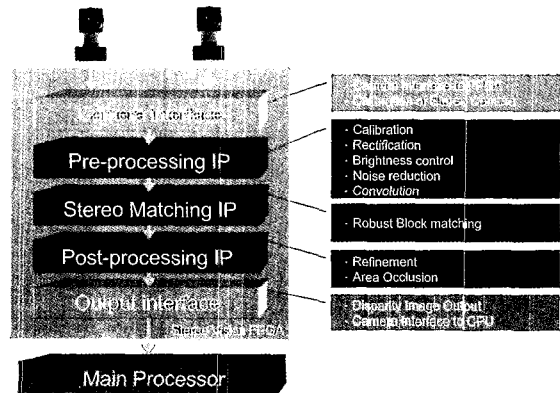 Camera Interface
Pre-processing IP
Stereo Matching IP
Post-processing IP
Output interface
Stereo Vision FPGA
Main Processor
· Calibration
· Rectification
· Brightness control
· Noise reduction
· Convolution
· Robust Block matching
· Refinement
· Area Occlusion
· Disparity Image Output
· Camera Interface to CPU